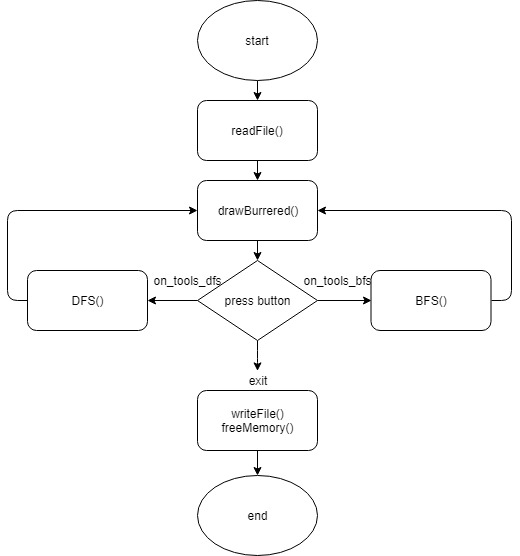 start
readFile()
drawBurrered()
on_tools_dfs
on_tools_bfs
DFS()
press button
BFS()
exit
writeFile()
freeMemory()
end